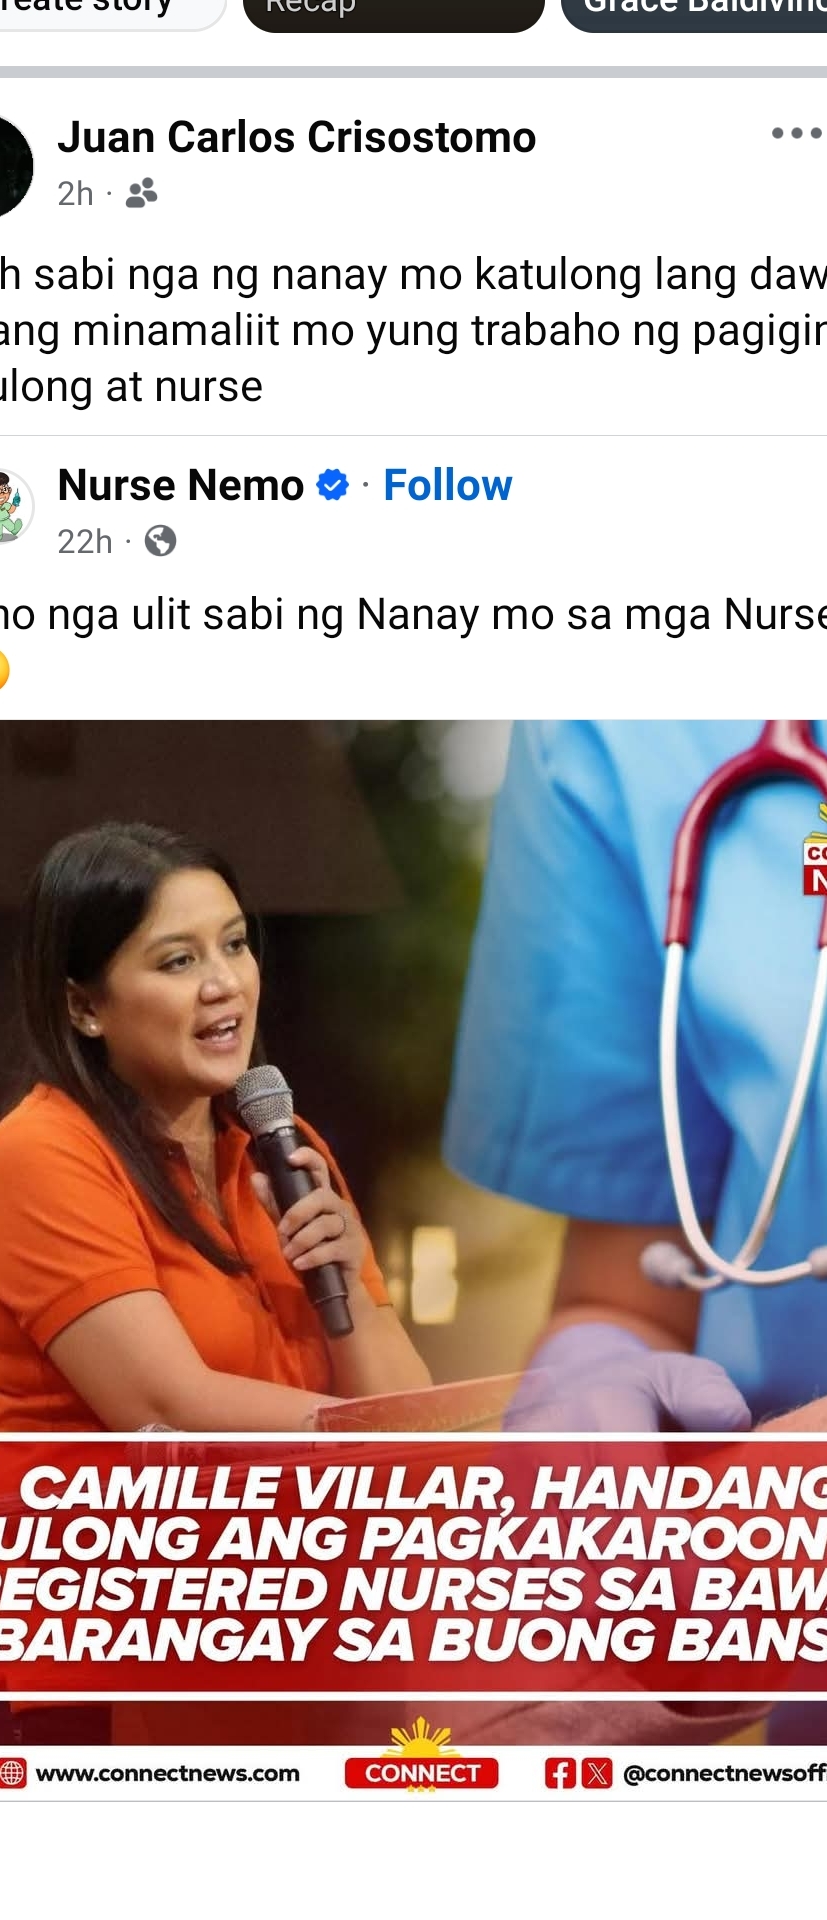 reate story
Recap
Grace Baldivino
Juan Carlos Crisostomo
2h ·
h sabi nga ng nanay mo katulong lang daw
ang minamaliit mo yung trabaho ng pagigin
ulong at nurse
Nurse Nemo · Follow
22h ·
no nga ulit sabi ng Nanay mo sa mga Nurse
CO
N
CAMILLE VILLAR, HANDANG
ULONG ANG PAGKAKAROON
EGISTERED NURSES SA BAW
BARANGAY SA BUONG BANS
www.connectnews.com
CONNECT
@connectnewsoffi